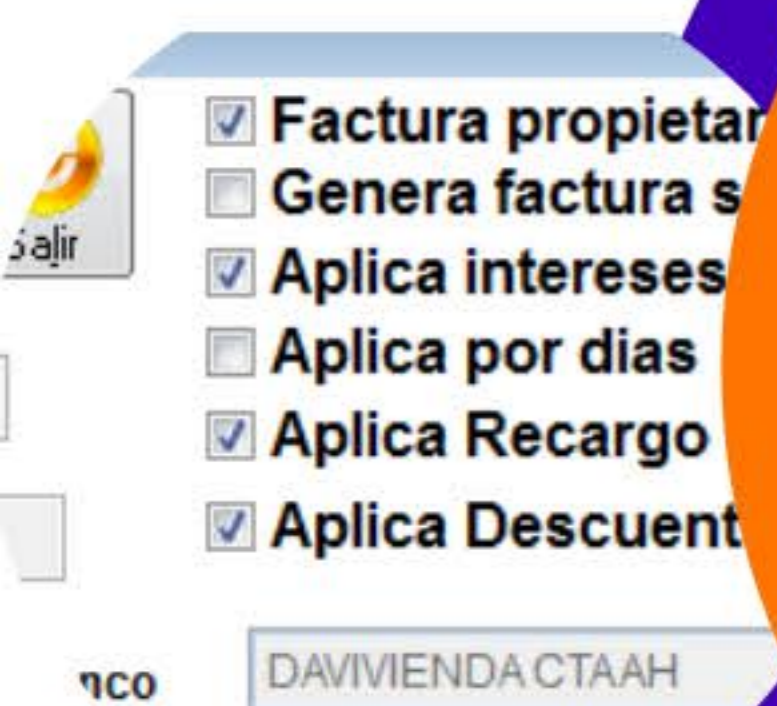 Factura propietar
Genera factura s
Salir
Aplica intereses
Aplica por dias
Aplica Recargo
Aplica Descuent
nco
DAVIVIENDA CTAAH